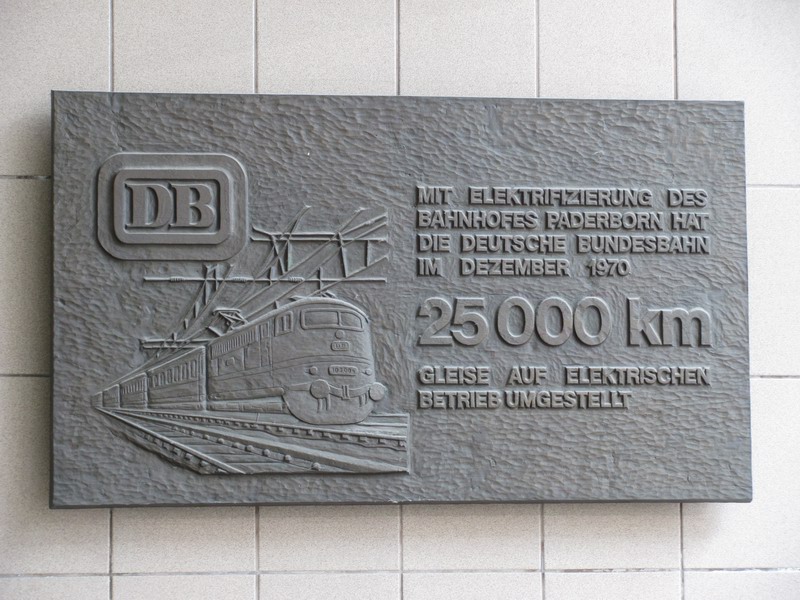 DB
MIT ELEKTRIFIZIERUNG DES
BAHNHOFES PADERBORN HAT
DIE DEUTSCHE BUNDESBAHN
IM DEZEMBER 1970
25000 km
GLEISE AUF ELEKTRISCHEN
BETRIEB UMGESTELLT